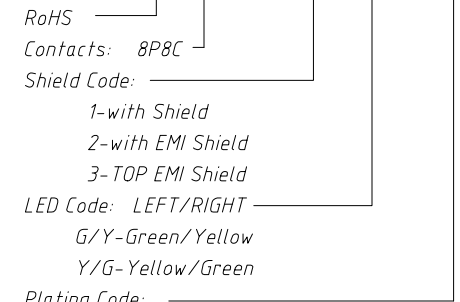 RoHS
Contacts: 8P8C
Shield Code:
1-with Shield
2-with EMI Shield
3-TOP EMI Shield
LED Code: LEFT/RIGHT
G/Y-Green/Yellow
Y/G-Yellow/Green
Plating Code: